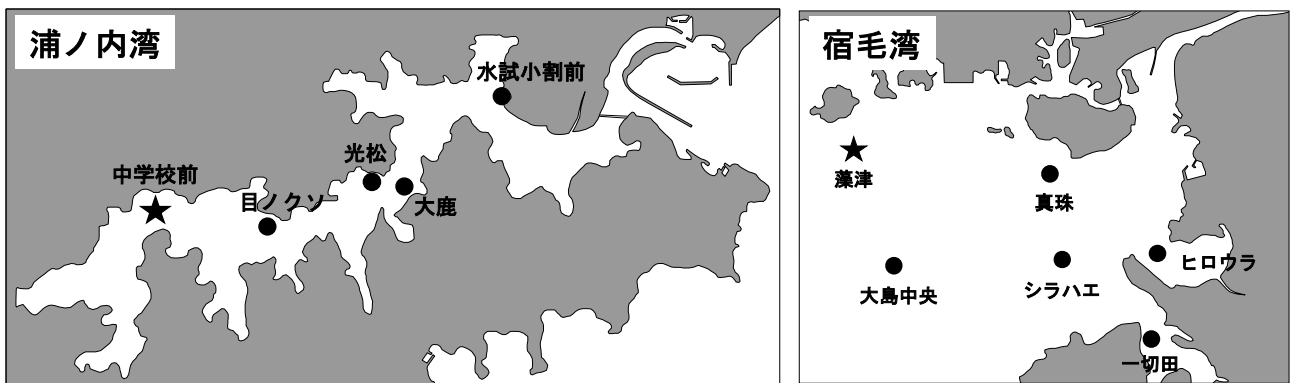 浦ノ内湾
水試小割前
光松
中学校前
目ノクソ
大鹿
宿毛湾
藻津
真珠
ヒロウラ
大島中央
シラハエ
一切田